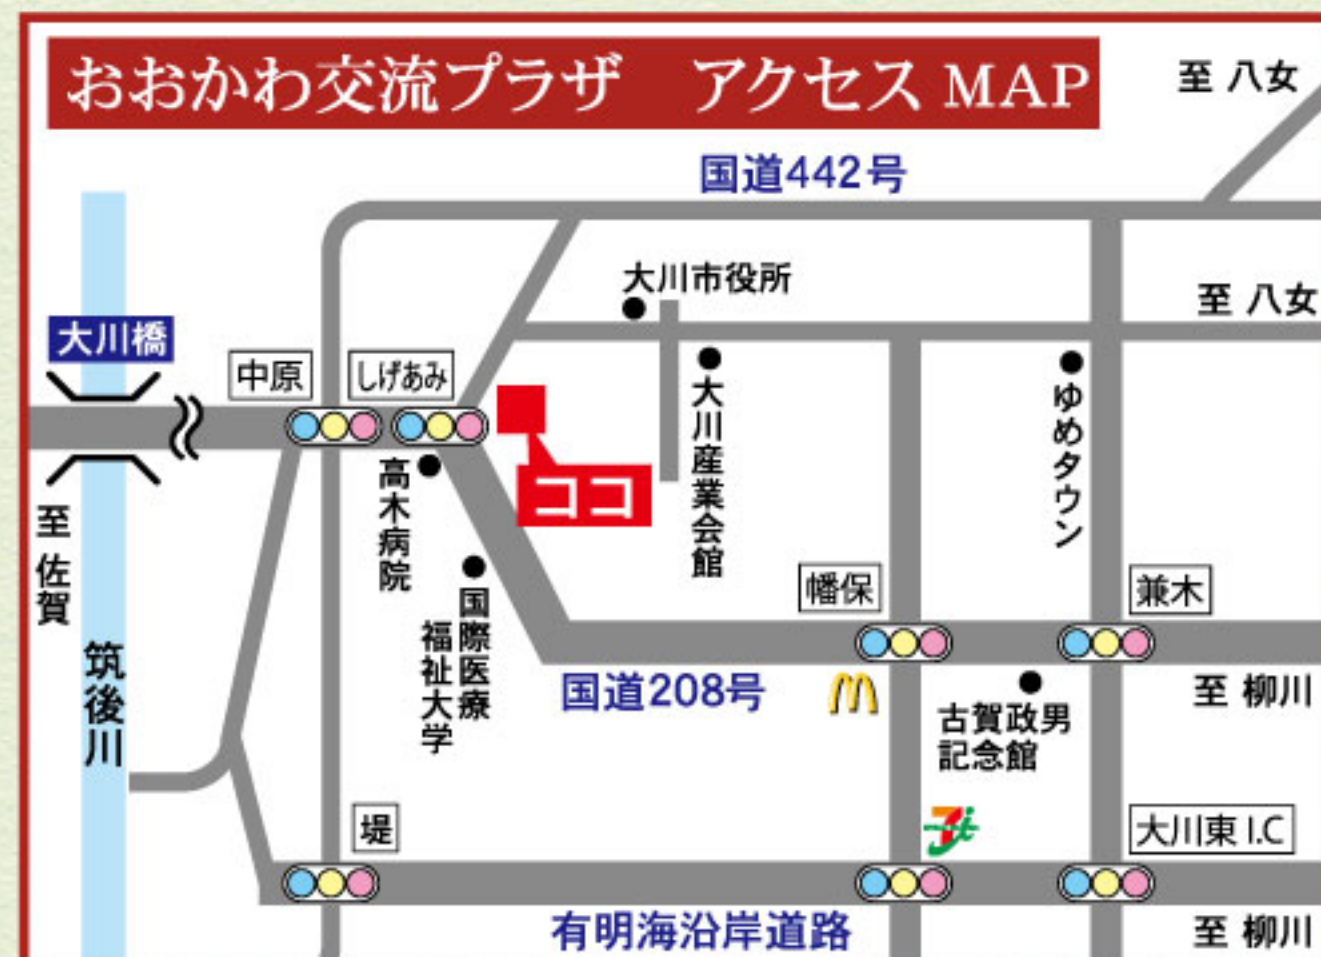 おおかわ交流プラザ　アクセス MAP
至 八女
国道442号
大川市役所
至 八女
大川橋
中原
しげあみ
大川産業会館
ゆめタウン
高木病院
ココ
至 佐賀
国際医療
福祉大学
幡保
兼木
筑後川
国道208号
至 柳川
古賀政男
記念館
堤
大川東 I.C
有明海沿岸道路
至 柳川